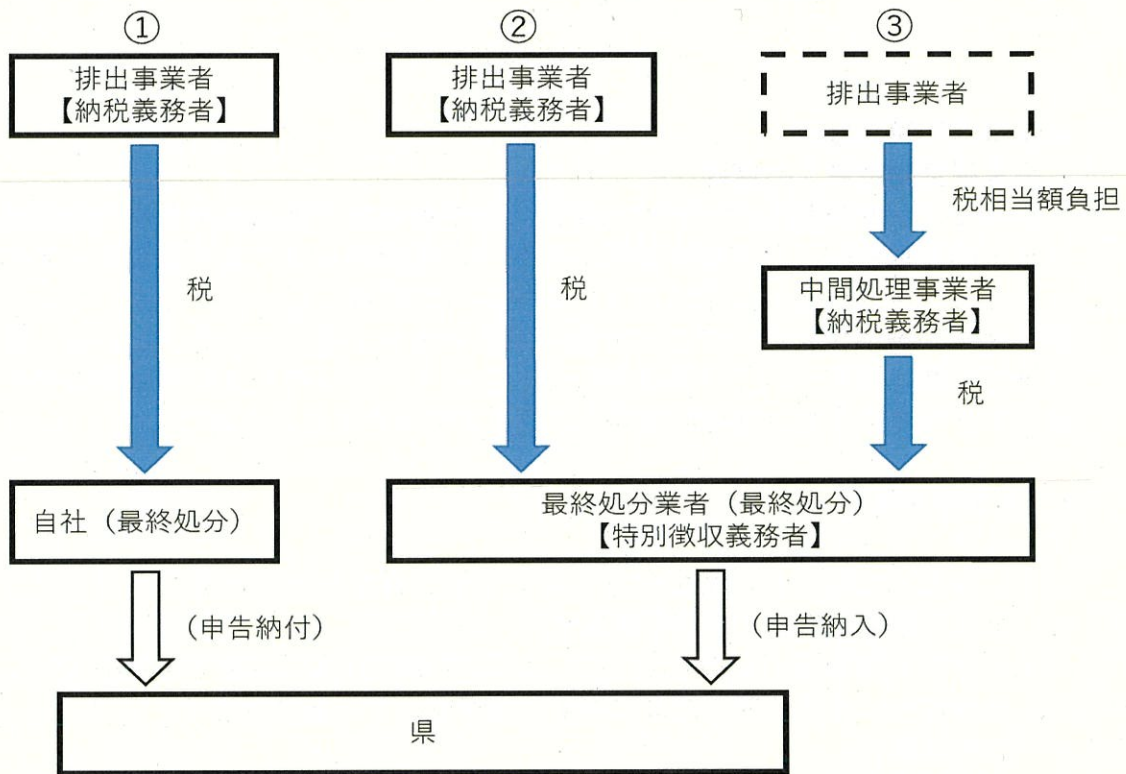 ①
②
③
排出事業者
【納税義務者】
排出事業者
【納税義務者】
排出事業者
税相当額負担
税
税
中間処理事業者
【納税義務者】
税
自社（最終処分）
最終処分業者（最終処分）
【特別徴収義務者】
（申告納付）
（申告納入）
県